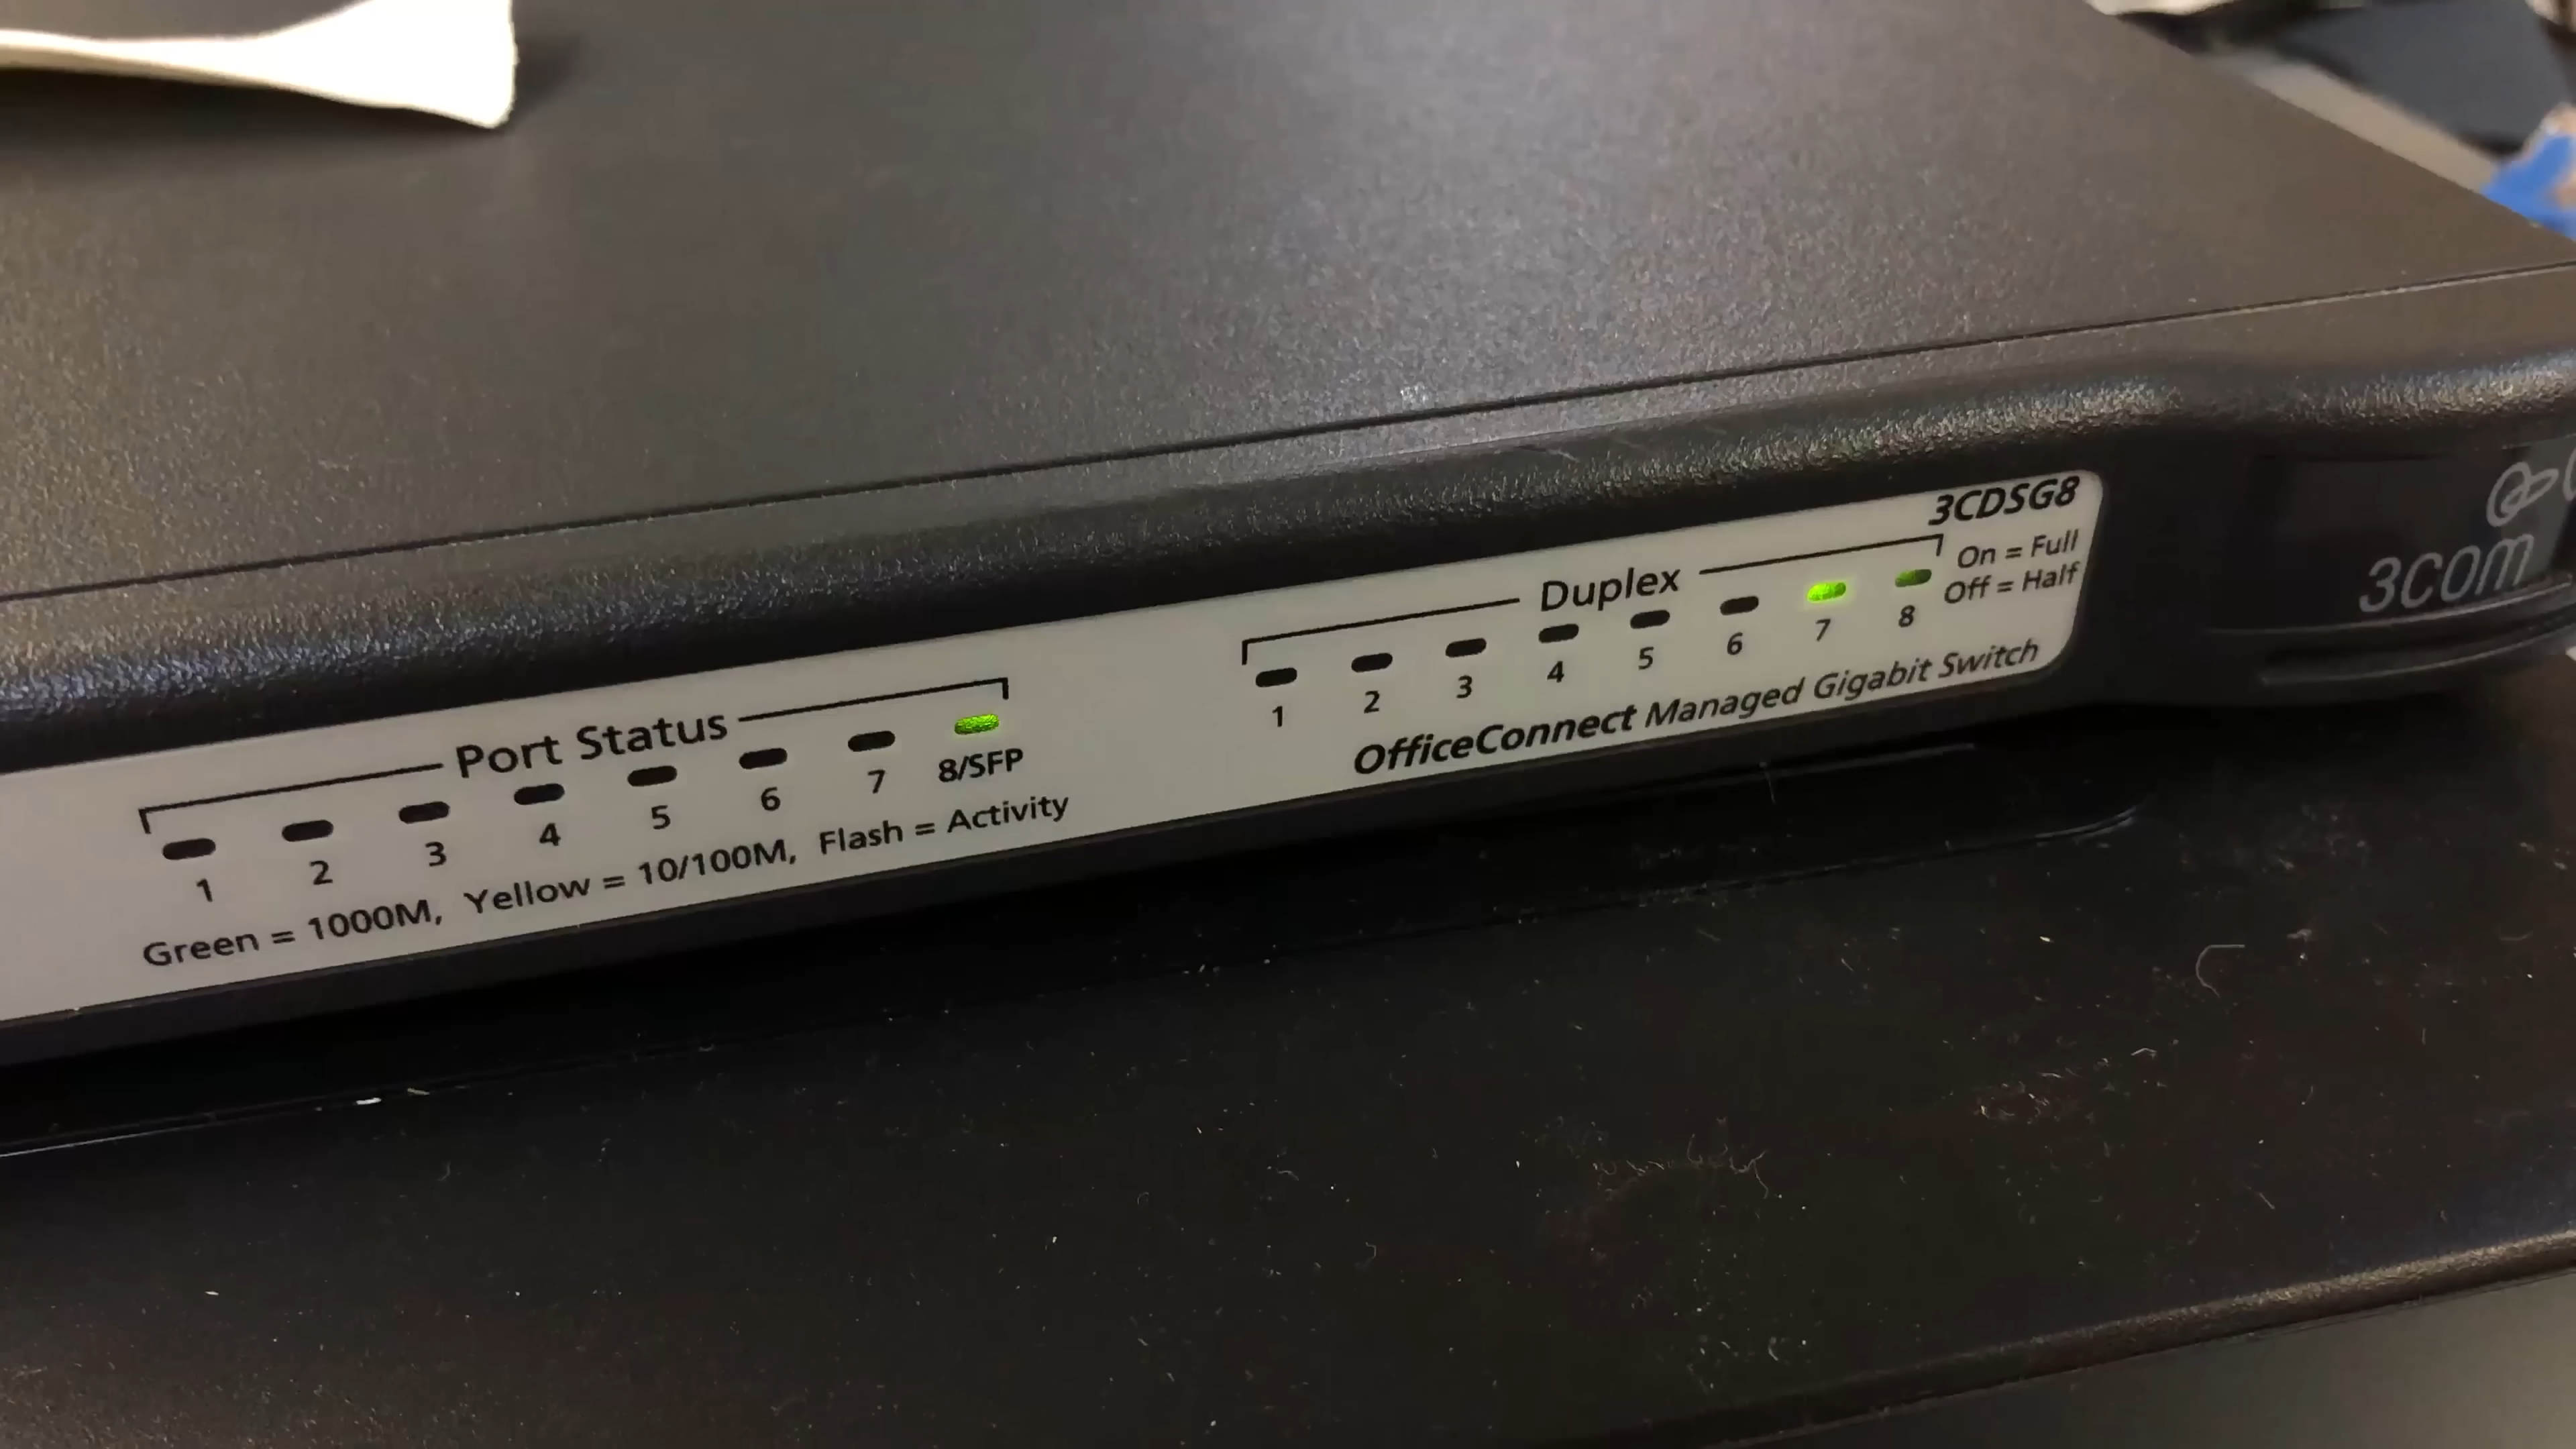 Port Status
1 2 3 4 5 6 7 8/SFP
Green = 1000M, Yellow = 10/100M, Flash = Activity
3CDSG8
Duplex
On = Full
Off = Half
1 2 3 4 5 6 7 8
OfficeConnect Managed Gigabit Switch
3com